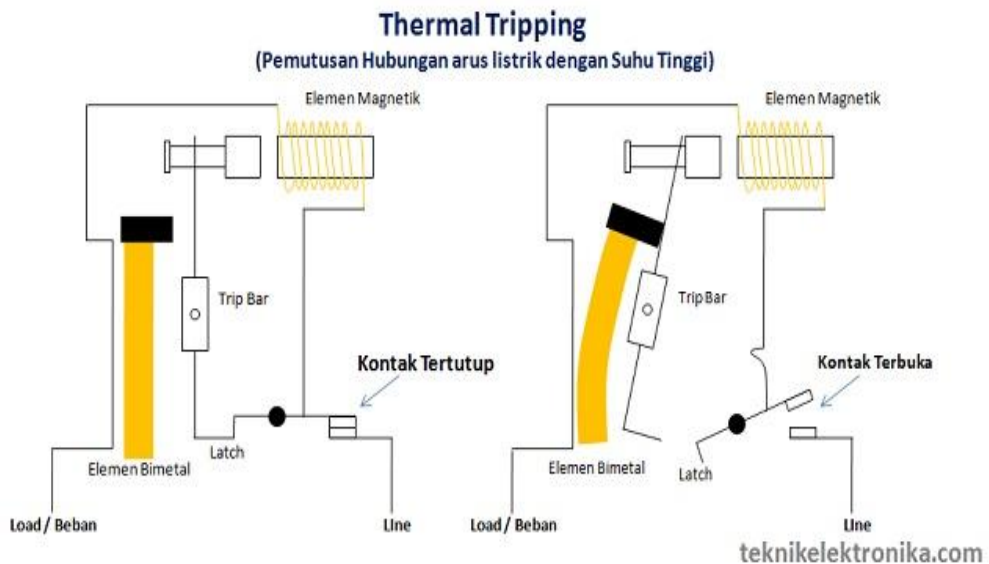 Thermal Tripping
(Pemutusan Hubungan arus listrik dengan Suhu Tinggi)
Elemen Magnetik
Trip Bar
Kontak Tertutup
Latch
Elemen Bimetal
Load / Beban
LIne
Elemen Magnetik
Trip Bar
Kontak Terbuka
Elemen Bimetal
Latch
Load / Beban
LIne
teknikelektronika.com